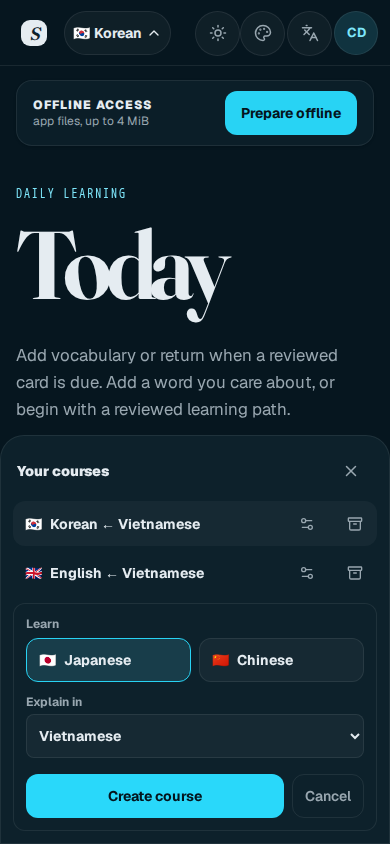 S
🇰🇷 Korean
CD
OFFLINE ACCESS
app files, up to 4 MiB
Prepare offline
DAILY LEARNING
Today
Add vocabulary or return when a reviewed
card is due. Add a word you care about, or
begin with a reviewed learning path.
Your courses
🇰🇷 Korean ← Vietnamese
🇬🇧 English ← Vietnamese
Learn
🇯🇵 Japanese
🇨🇳 Chinese
Explain in
Vietnamese
Create course
Cancel